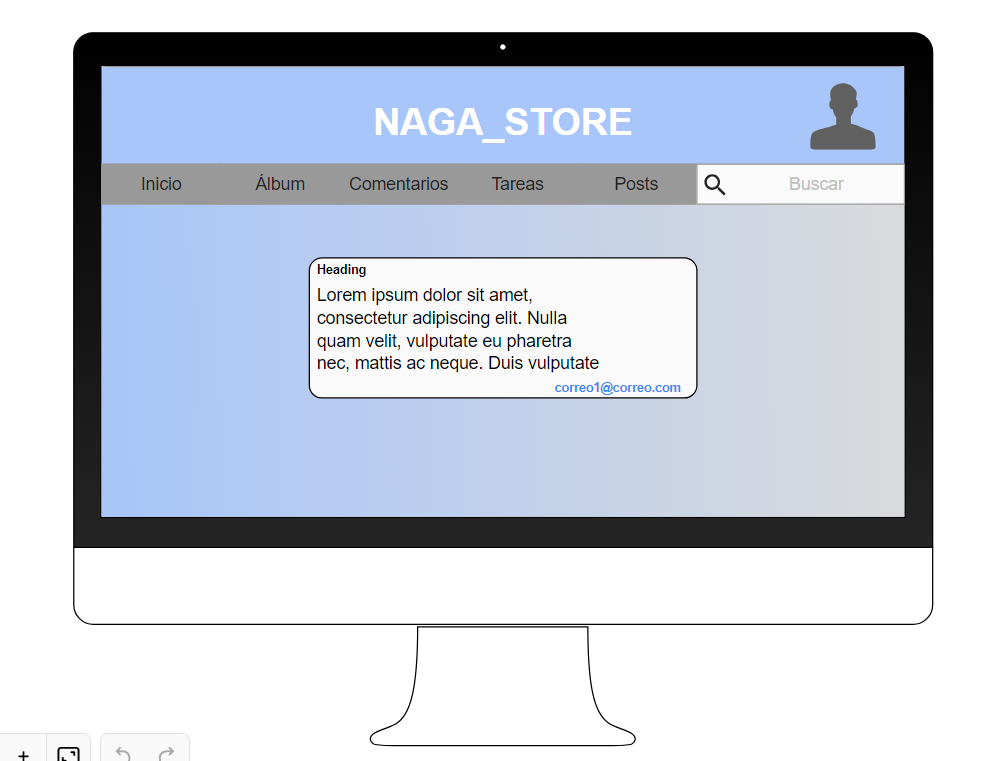 NAGA_STORE
Inicio Álbum Comentarios Tareas Posts Buscar
Heading
Lorem ipsum dolor sit amet,
consectetur adipiscing elit. Nulla
quam velit, vulputate eu pharetra
nec, mattis ac neque. Duis vulputate
correo1@correo.com